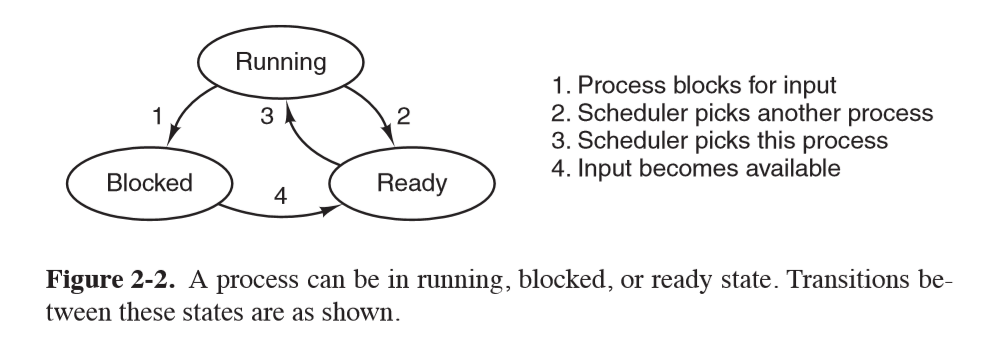 Running
1
3
2
Blocked
4
Ready
1. Process blocks for input
2. Scheduler picks another process
3. Scheduler picks this process
4. Input becomes available
Figure 2-2. A process can be in running, blocked, or ready state. Transitions be-
tween these states are as shown.